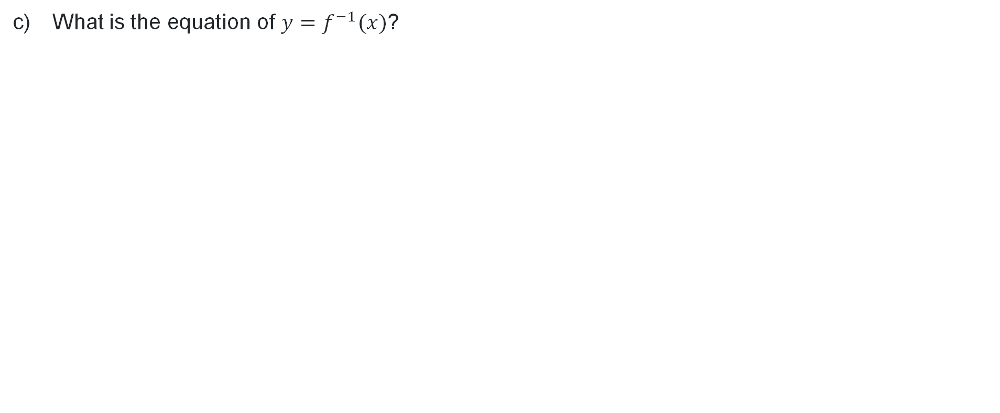 c) What is the equation of y = f⁻¹(x)?